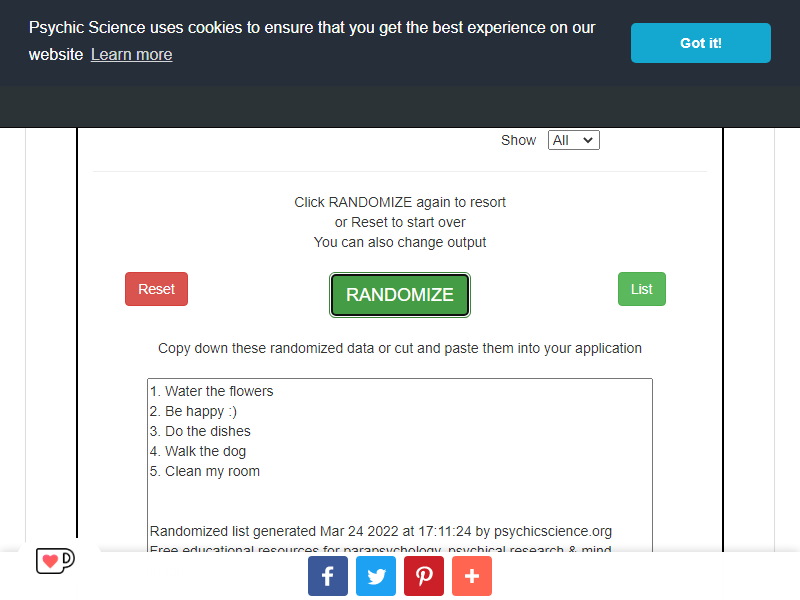 Psychic Science uses cookies to ensure that you get the best experience on our
website Learn more
Got it!
Show All
Click RANDOMIZE again to resort
or Reset to start over
You can also change output
Reset RANDOMIZE List
Copy down these randomized data or cut and paste them into your application
1. Water the flowers
2. Be happy :)
3. Do the dishes
4. Walk the dog
5. Clean my room
Randomized list generated Mar 24 2022 at 17:11:24 by psychicscience.org
Free educational resources for parapsychology, psychical research & mind